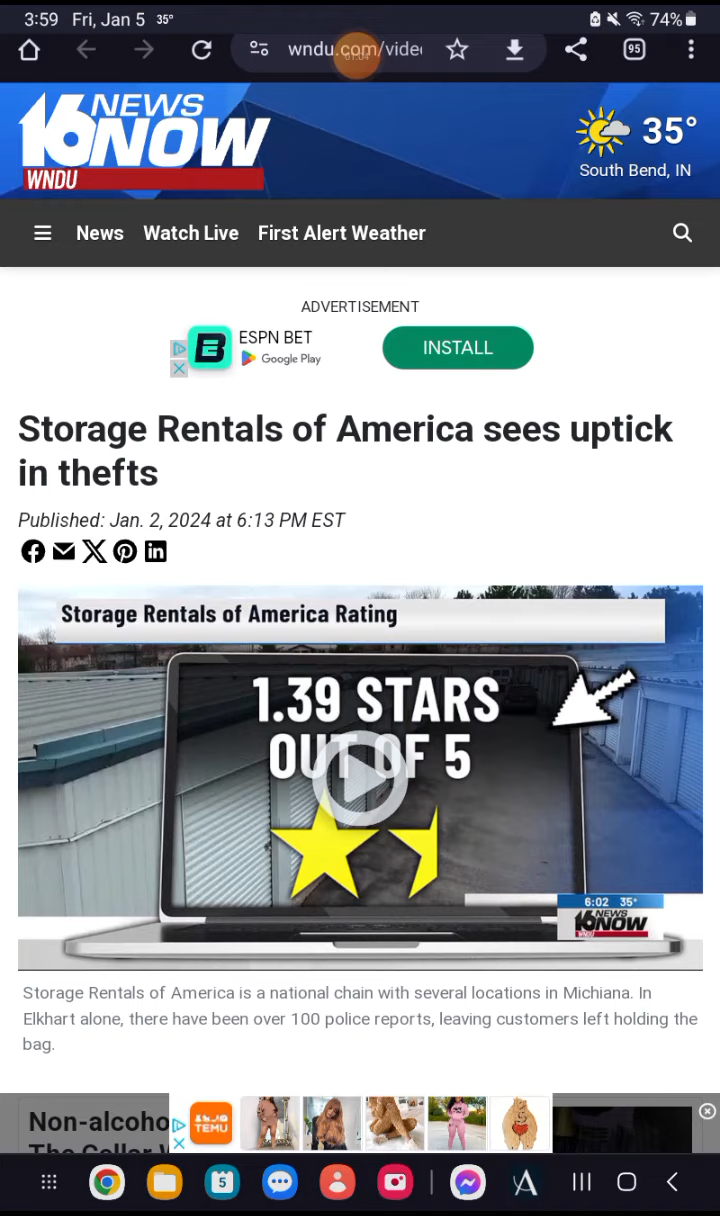 3:59 Fri, Jan 5 35° 74%
wndu.com/vide 95
16 NEWS NOW
WNDU
35°
South Bend, IN
News Watch Live First Alert Weather
ADVERTISEMENT
ESPN BET
Google Play
INSTALL
Storage Rentals of America sees uptick
in thefts
Published: Jan. 2, 2024 at 6:13 PM EST
Storage Rentals of America Rating
1.39 STARS
OUT OF 5
6:02 35°
16 NEWS NOW
WNDU
Storage Rentals of America is a national chain with several locations in Michiana. In
Elkhart alone, there have been over 100 police reports, leaving customers left holding the
bag.
Non-alcoho
TEMU
5